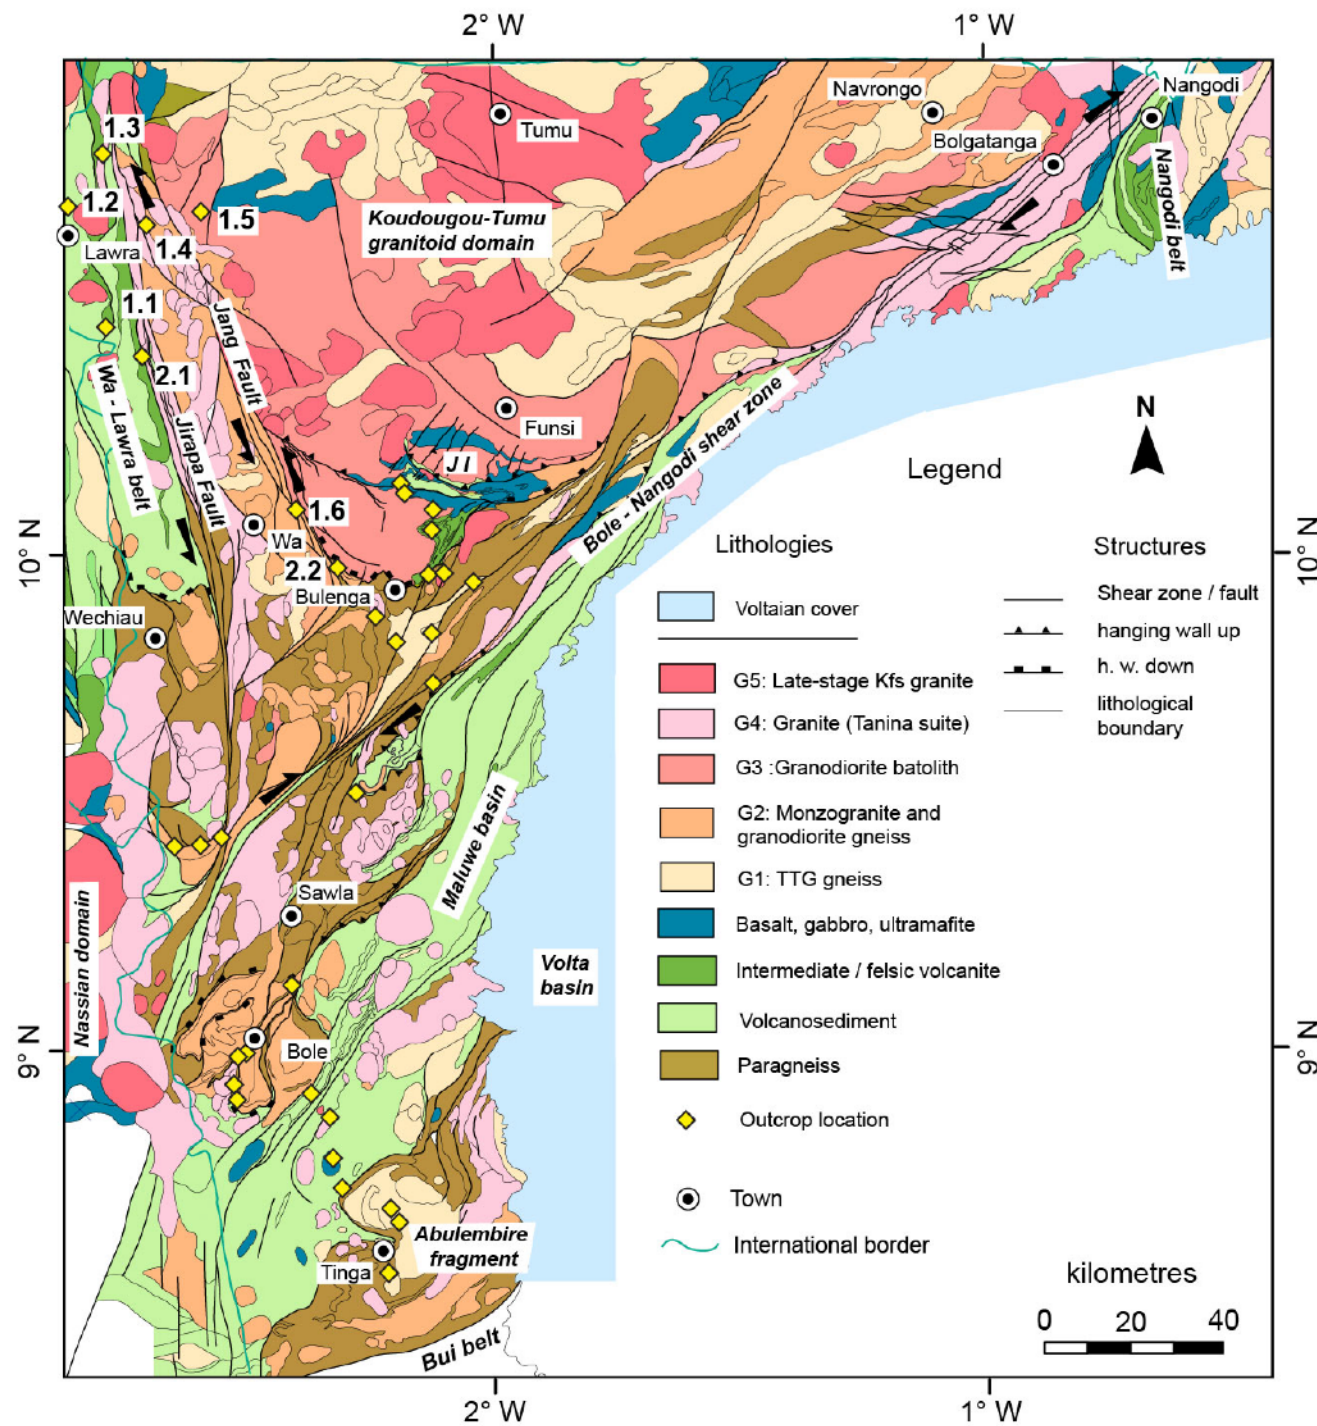 2° W
1° W
Navrongo
Nangodi
Tumu
Bolgatanga
1.3
1.2
1.5
Lawra
1.4
Koudougou-Tumu
granitoid domain
Nangodi belt
1.1
2.1
Jang Fault
Wa - Lawra belt
Jirapa Fault
Funsi
J I
Bole - Nangodi shear zone
N
Legend
1.6
Wa
10° N
10° N
2.2
Bulenga
Wechiau
Lithologies
Structures
Voltaian cover
Shear zone / fault
hanging wall up
h. w. down
lithological
boundary
G5: Late-stage Kfs granite
G4: Granite (Tanina suite)
G3 :Granodiorite batolith
G2: Monzogranite and
granodiorite gneiss
G1: TTG gneiss
Basalt, gabbro, ultramafite
Intermediate / felsic volcanite
Volcanosediment
Paragneiss
Outcrop location
Town
International border
Maluwe basin
Sawla
Nassian domain
Volta
basin
9° N
9° N
Bole
Abulembire
fragment
Tinga
Bui belt
kilometres
0 20 40
2° W
1° W